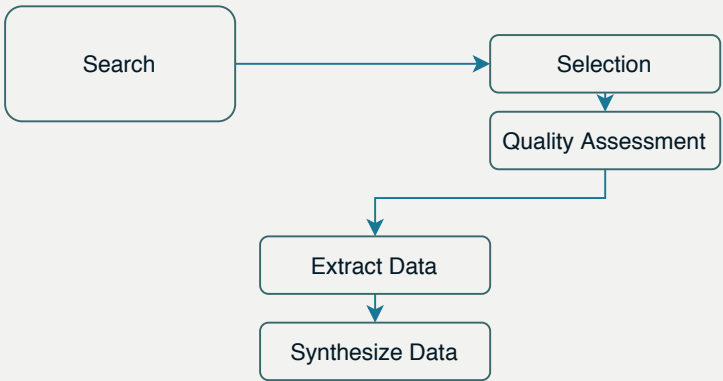 Search
Selection
Quality Assessment
Extract Data
Synthesize Data